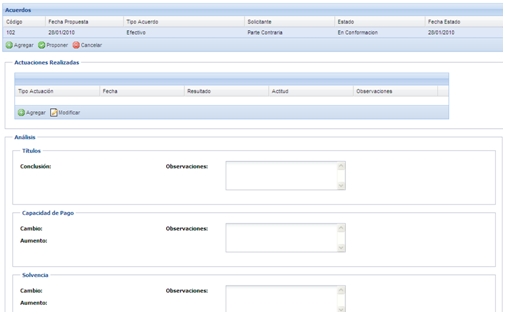 Acuerdos
Código Fecha Propuesta Tipo Acuerdo Solicitante Estado Fecha Estado
102 28/01/2010 Efectivo Parte Contraria En Conformacion 28/01/2010
Agregar Proponer Cancelar
Actuaciones Realizadas
Tipo Actuación Fecha Resultado Actitud Observaciones
Agregar Modificar
Análisis
Títulos
Conclusión: Observaciones:
Capacidad de Pago
Cambio: Observaciones:
Aumento:
Solvencia
Cambio: Observaciones:
Aumento: